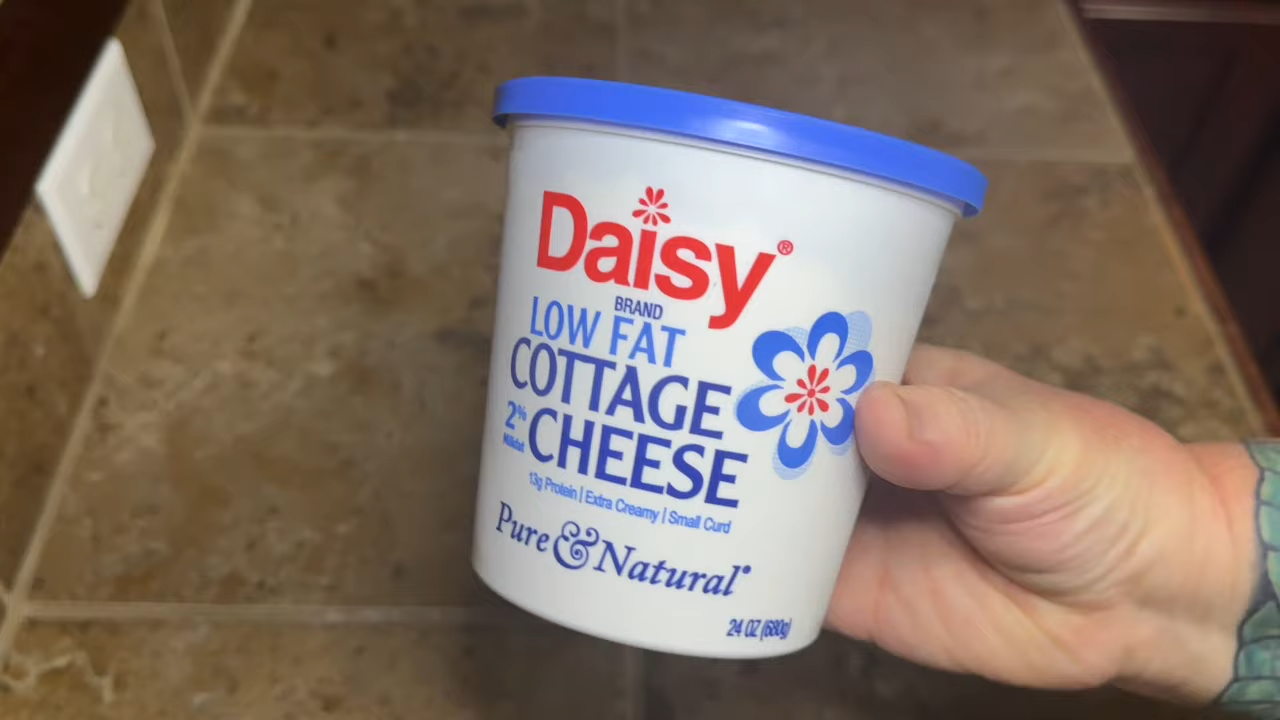 Daisy®
BRAND
LOW FAT
COTTAGE
2% Milkfat CHEESE
13g Protein | Extra Creamy | Small Curd
Pure & Natural*
24 OZ (680g)